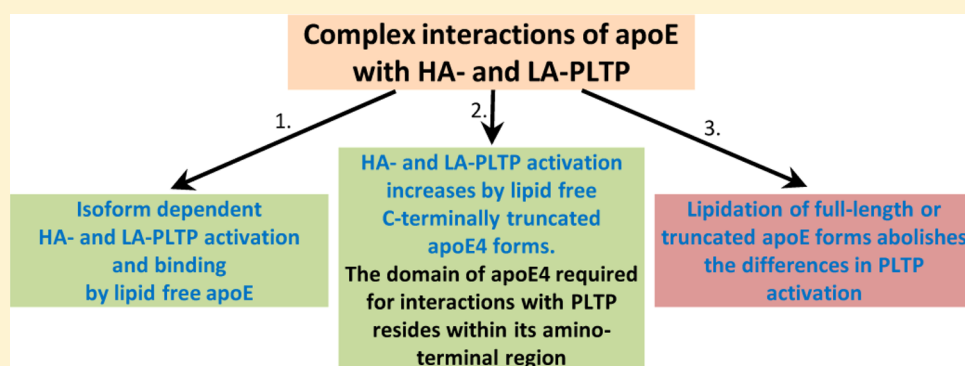 Complex interactions of apoE
with HA- and LA-PLTP
1.
2.
3.
Isoform dependent
HA- and LA-PLTP activation
and binding
by lipid free apoE
HA- and LA-PLTP activation
increases by lipid free
C-terminally truncated
apoE4 forms.
The domain of apoE4 required
for interactions with PLTP
resides within its amino-
terminal region
Lipidation of full-length or
truncated apoE forms abolishes
the differences in PLTP
activation